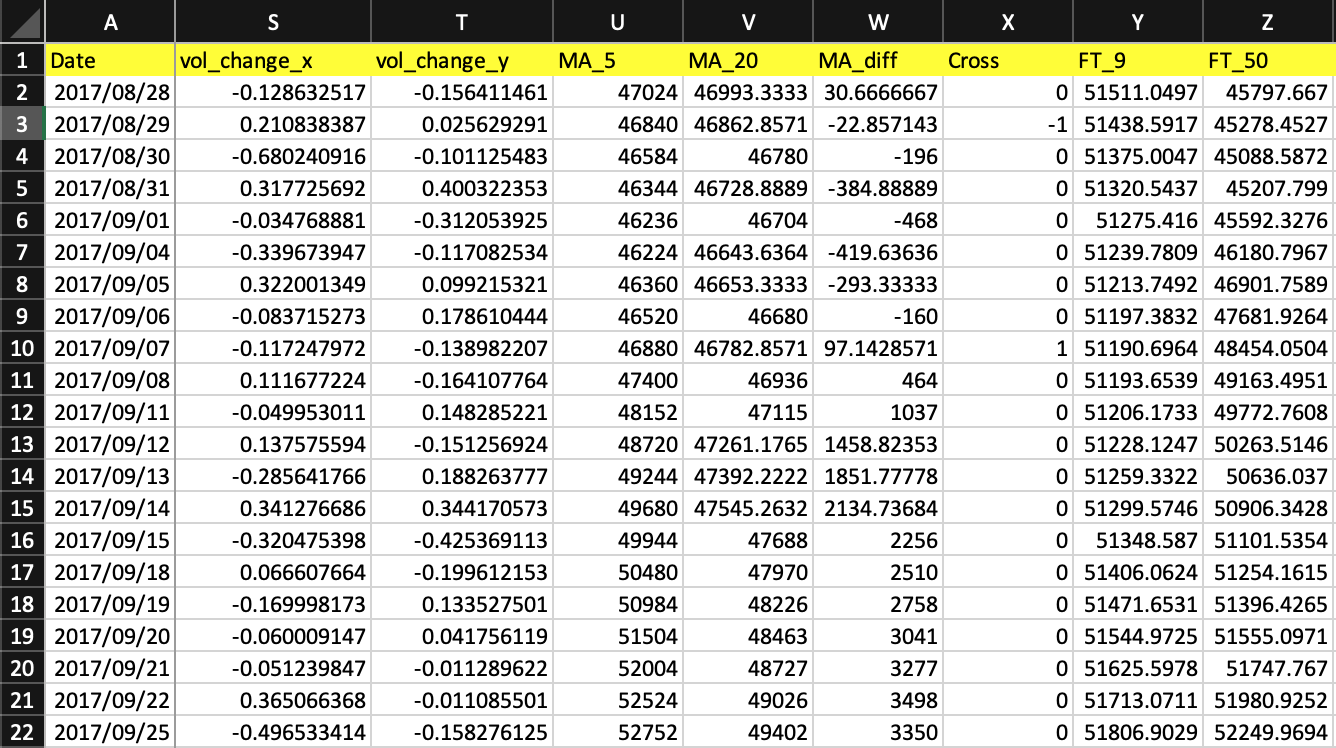 A S T U V W X Y Z
1 Date vol_change_x vol_change_y MA_5 MA_20 MA_diff Cross FT_9 FT_50
2 2017/08/28 -0.128632517 -0.156411461 47024 46993.3333 30.6666667 0 51511.0497 45797.667
3 2017/08/29 0.210838387 0.025629291 46840 46862.8571 -22.857143 -1 51438.5917 45278.4527
4 2017/08/30 -0.680240916 -0.101125483 46584 46780 -196 0 51375.0047 45088.5872
5 2017/08/31 0.317725692 0.400322353 46344 46728.8889 -384.88889 0 51320.5437 45207.799
6 2017/09/01 -0.034768881 -0.312053925 46236 46704 -468 0 51275.416 45592.3276
7 2017/09/04 -0.339673947 -0.117082534 46224 46643.6364 -419.63636 0 51239.7809 46180.7967
8 2017/09/05 0.322001349 0.099215321 46360 46653.3333 -293.33333 0 51213.7492 46901.7589
9 2017/09/06 -0.083715273 0.178610444 46520 46680 -160 0 51197.3832 47681.9264
10 2017/09/07 -0.117247972 -0.138982207 46880 46782.8571 97.1428571 1 51190.6964 48454.0504
11 2017/09/08 0.111677224 -0.164107764 47400 46936 464 0 51193.6539 49163.4951
12 2017/09/11 -0.049953011 0.148285221 48152 47115 1037 0 51206.1733 49772.7608
13 2017/09/12 0.137575594 -0.151256924 48720 47261.1765 1458.82353 0 51228.1247 50263.5146
14 2017/09/13 -0.285641766 0.188263777 49244 47392.2222 1851.77778 0 51259.3322 50636.037
15 2017/09/14 0.341276686 0.344170573 49680 47545.2632 2134.73684 0 51299.5746 50906.3428
16 2017/09/15 -0.320475398 -0.425369113 49944 47688 2256 0 51348.587 51101.5354
17 2017/09/18 0.066607664 -0.199612153 50480 47970 2510 0 51406.0624 51254.1615
18 2017/09/19 -0.169998173 0.133527501 50984 48226 2758 0 51471.6531 51396.4265
19 2017/09/20 -0.060009147 0.041756119 51504 48463 3041 0 51544.9725 51555.0971
20 2017/09/21 -0.051239847 -0.011289622 52004 48727 3277 0 51625.5978 51747.767
21 2017/09/22 0.365066368 -0.011085501 52524 49026 3498 0 51713.0711 51980.9252
22 2017/09/25 -0.496533414 -0.158276125 52752 49402 3350 0 51806.9029 52249.9694